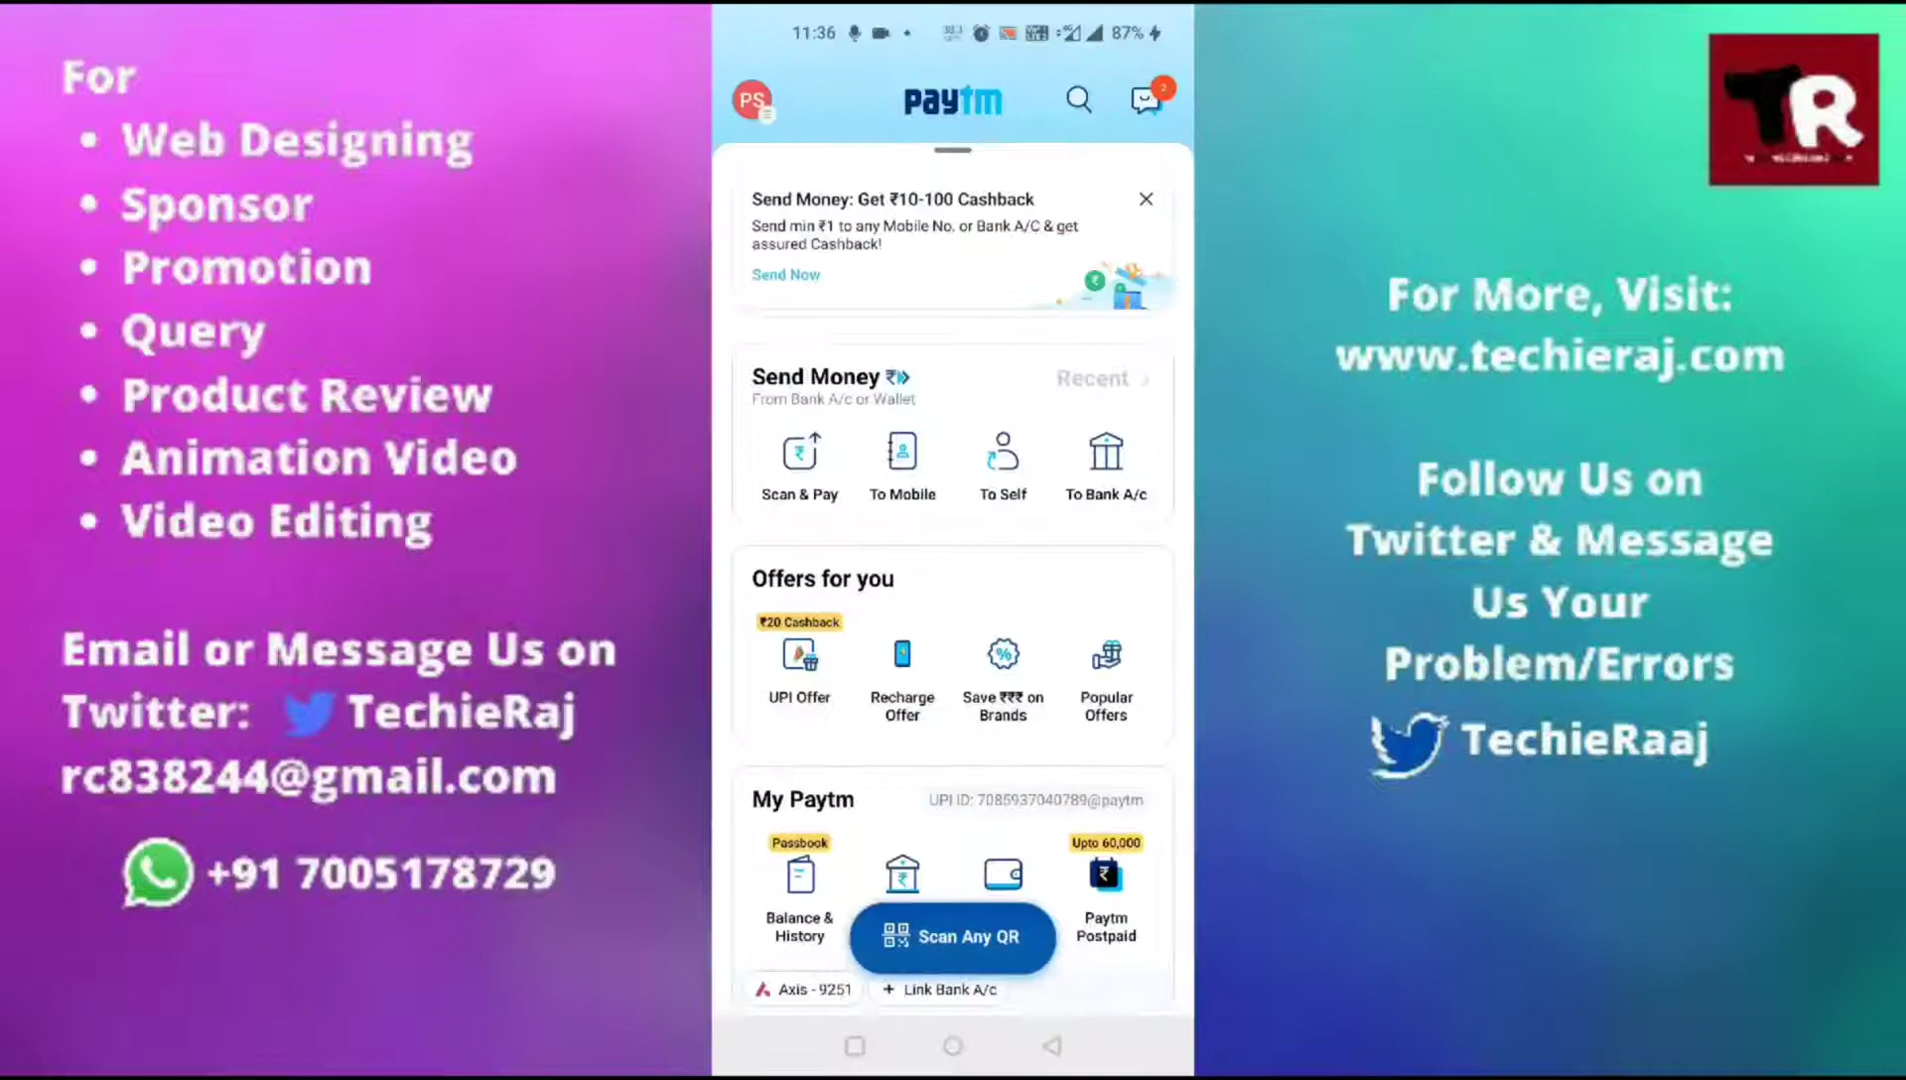 For
• Web Designing
• Sponsor
• Promotion
• Query
• Product Review
• Animation Video
• Video Editing
Email or Message Us on
Twitter: TechieRaj
rc838244@gmail.com
+91 7005178729
11:36
87%
PS
paytm
2
Send Money: Get ₹10-100 Cashback
Send min ₹1 to any Mobile No. or Bank A/C & get
assured Cashback!
Send Now
Send Money
Recent
From Bank A/c or Wallet
Scan & Pay
To Mobile
To Self
To Bank A/c
Offers for you
₹20 Cashback
UPI Offer
Recharge
Offer
Save ₹₹₹ on
Brands
Popular
Offers
My Paytm
UPI ID: 7085937040789@paytm
Passbook
Upto 60,000
Balance &
History
Paytm
Postpaid
Scan Any QR
Axis - 9251
+ Link Bank A/c
TR
For More, Visit:
www.techieraj.com
Follow Us on
Twitter & Message
Us Your
Problem/Errors
TechieRaaj